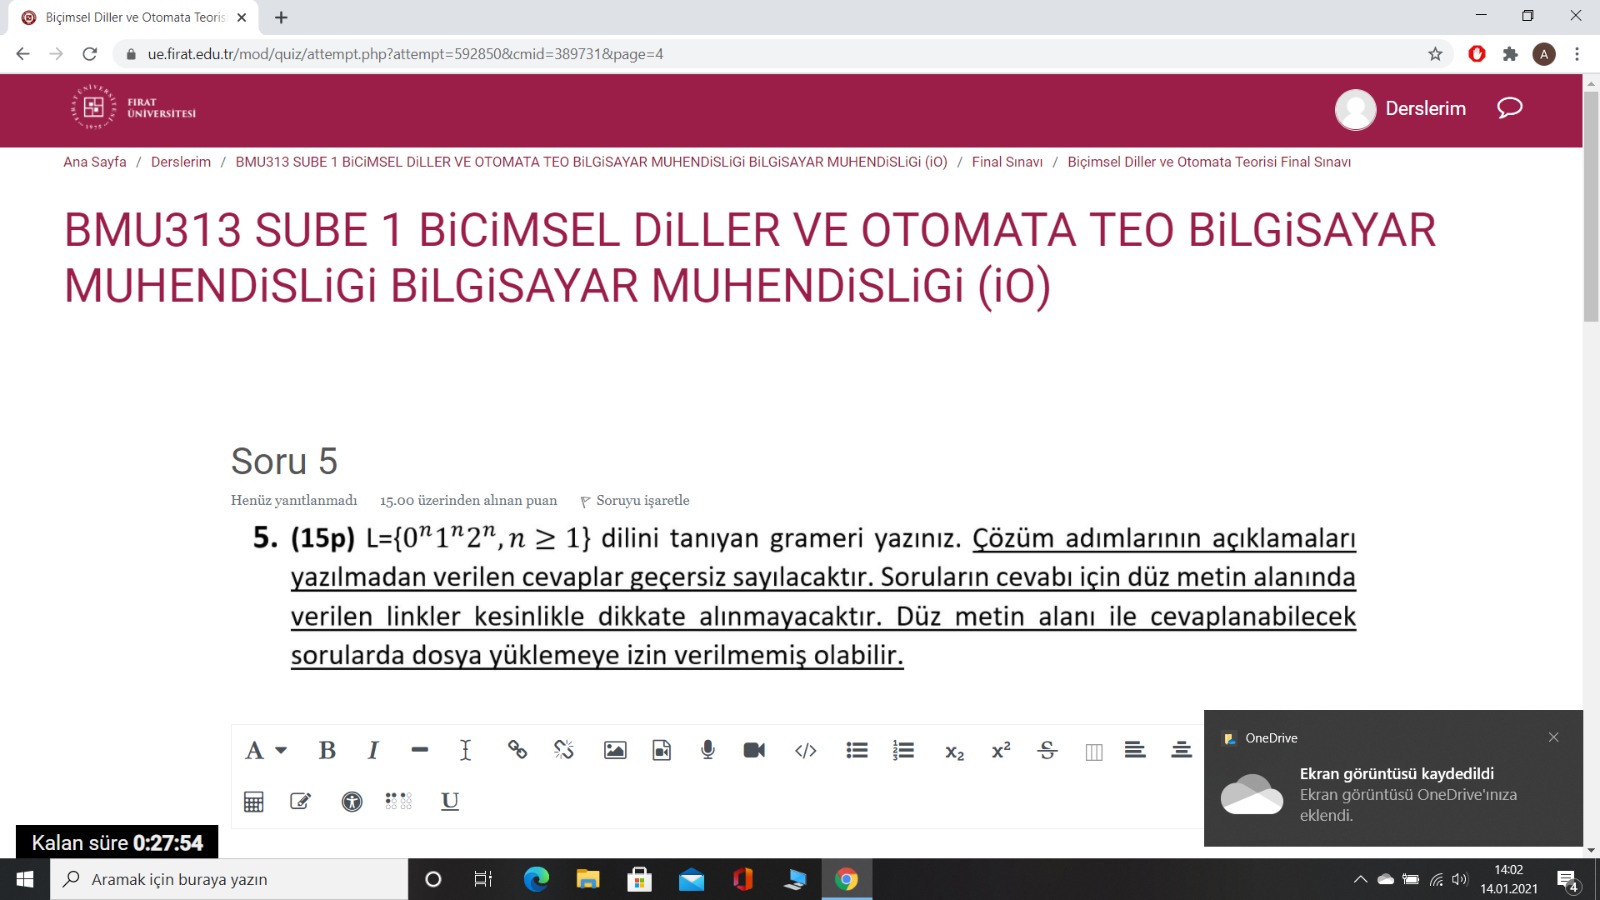 Biçimsel Diller ve Otomata Teoris
ue.firat.edu.tr/mod/quiz/attempt.php?attempt=592850&cmid=389731&page=4
A
FIRAT
ÜNİVERSİTESİ
Derslerim
Ana Sayfa / Derslerim / BMU313 SUBE 1 BiCiMSEL DiLLER VE OTOMATA TEO BiLGiSAYAR MUHENDiSLiGi BiLGiSAYAR MUHENDiSLiGi (iO) / Final Sınavı / Biçimsel Diller ve Otomata Teorisi Final Sınavı
BMU313 SUBE 1 BiCiMSEL DiLLER VE OTOMATA TEO BiLGiSAYAR
MUHENDiSLiGi BiLGiSAYAR MUHENDiSLiGi (iO)
Soru 5
Henüz yanıtlanmadı 15.00 üzerinden alınan puan Soruyu işaretle
5. (15p) L={0ⁿ1ⁿ2ⁿ, n ≥ 1} dilini tanıyan grameri yazınız. Çözüm adımlarının açıklamaları
yazılmadan verilen cevaplar geçersiz sayılacaktır. Soruların cevabı için düz metin alanında
verilen linkler kesinlikle dikkate alınmayacaktır. Düz metin alanı ile cevaplanabilecek
sorularda dosya yüklemeye izin verilmemiş olabilir.
OneDrive
Ekran görüntüsü kaydedildi
Ekran görüntüsü OneDrive'ınıza
eklendi.
Kalan süre 0:27:54
Aramak için buraya yazın
14:02
14.01.2021
4